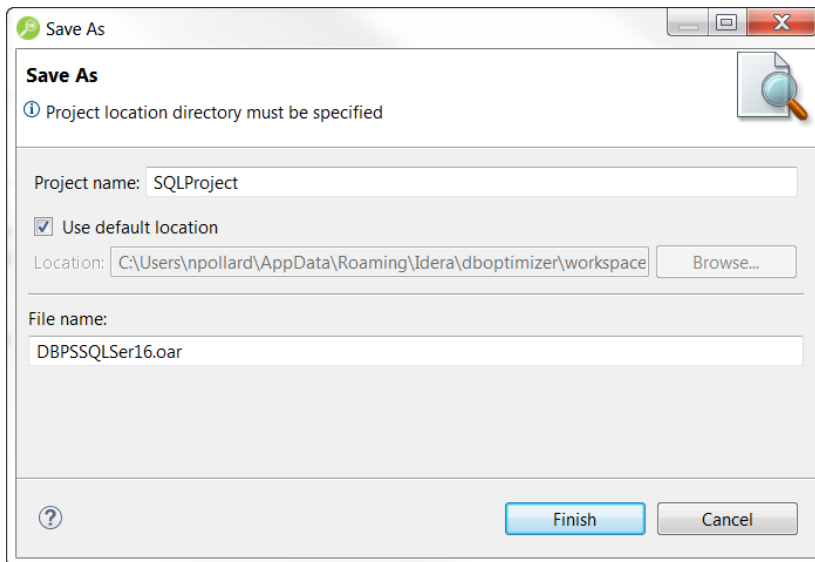 Save As
Save As
Project location directory must be specified
Project name: SQLProject
Use default location
Location: C:\Users\npollard\AppData\Roaming\Idera\dboptimizer\workspace Browse...
File name:
DBPSSQLSer16.oar
Finish Cancel